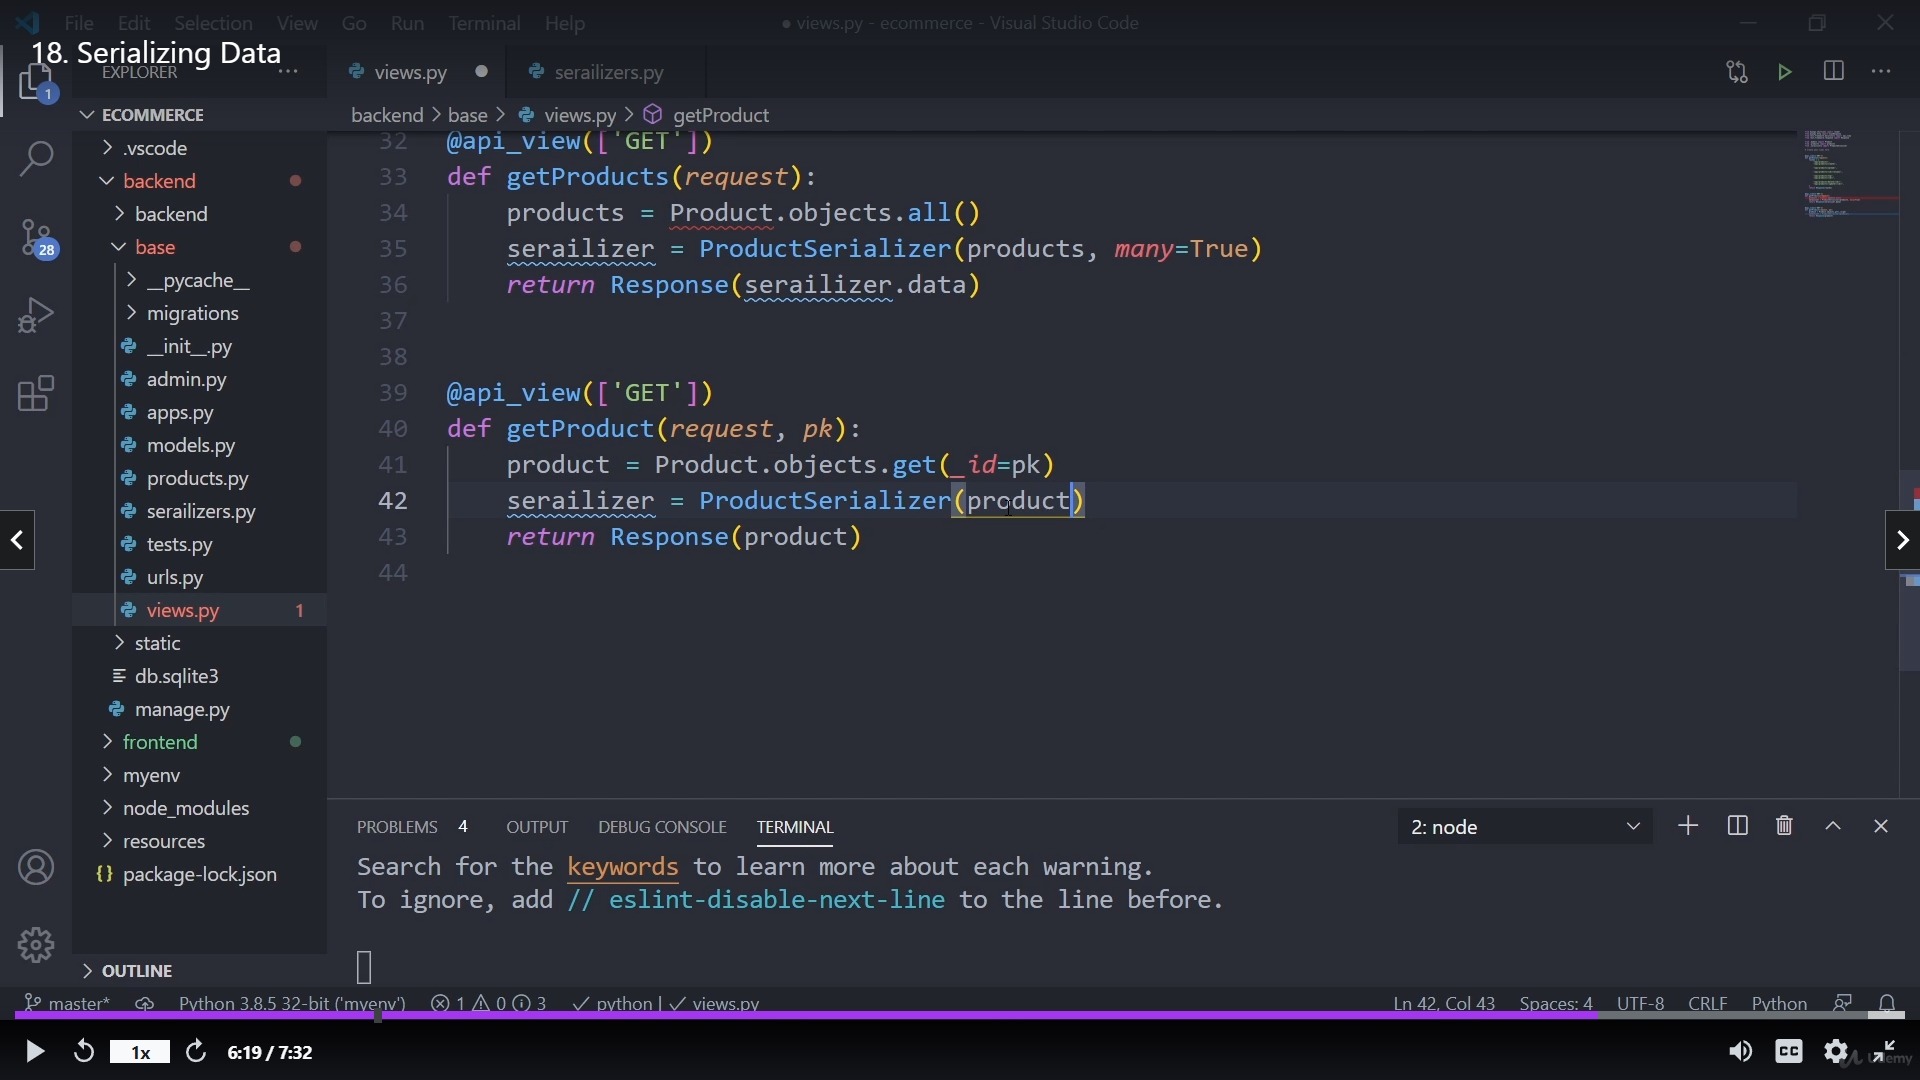 File Edit Selection View Go Run Terminal Help
● views.py - ecommerce - Visual Studio Code
18. Serializing Data
EXPLORER
views.py
serailizers.py
1
28
ECOMMERCE
.vscode
backend
backend
base
__pycache__
migrations
__init__.py
admin.py
apps.py
models.py
products.py
serailizers.py
tests.py
urls.py
views.py 1
static
db.sqlite3
manage.py
frontend
myenv
node_modules
resources
{} package-lock.json
OUTLINE
backend > base > views.py > getProduct
32 @api_view(['GET'])
33 def getProducts(request):
34 products = Product.objects.all()
35 serailizer = ProductSerializer(products, many=True)
36 return Response(serailizer.data)
37
38
39 @api_view(['GET'])
40 def getProduct(request, pk):
41 product = Product.objects.get(_id=pk)
42 serailizer = ProductSerializer(product)
43 return Response(product)
44
PROBLEMS 4 OUTPUT DEBUG CONSOLE TERMINAL
2: node
Search for the keywords to learn more about each warning.
To ignore, add // eslint-disable-next-line to the line before.
master* Python 3.8.5 32-bit ('myenv') 1 0 3 python | views.py
Ln 42, Col 43 Spaces: 4 UTF-8 CRLF Python
1x 6:19 / 7:32
CC
Udemy